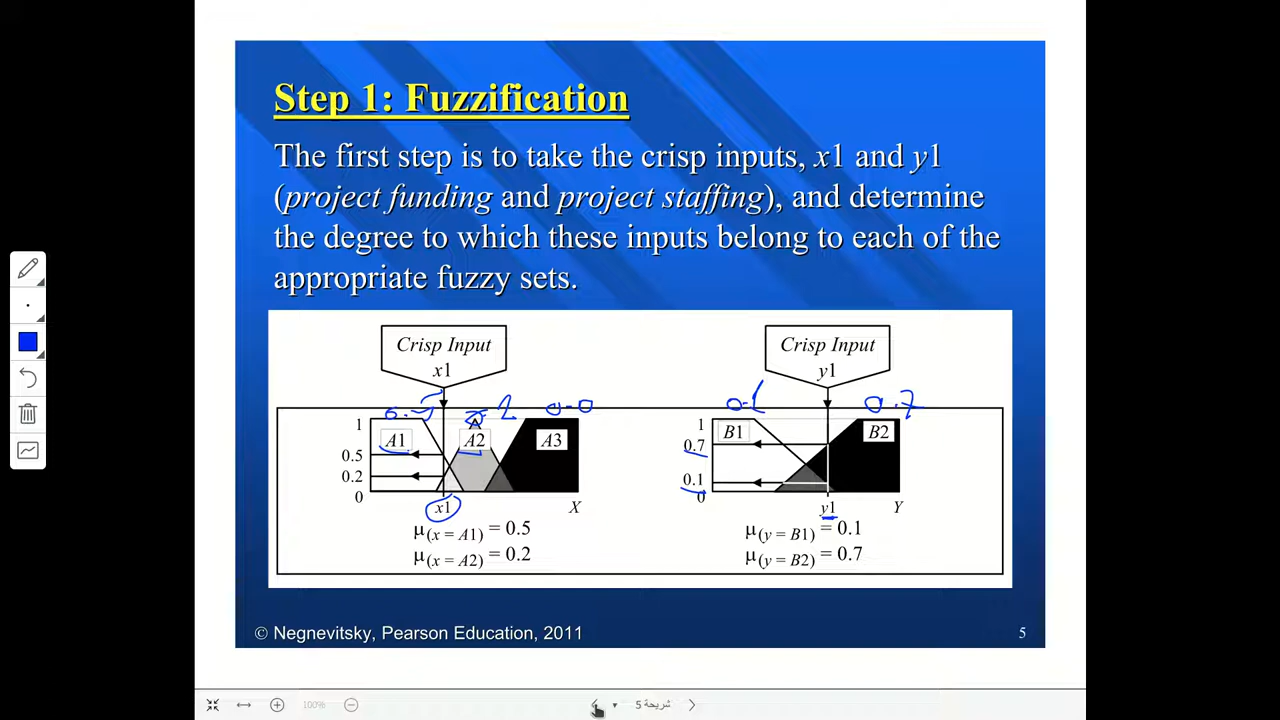 Step 1: Fuzzification
The first step is to take the crisp inputs, x1 and y1
(project funding and project staffing), and determine
the degree to which these inputs belong to each of the
appropriate fuzzy sets.
Crisp Input
x1
0.2
0.0
1
0.5
0.2
0
A1
A2
A3
x1
X
μ(x = A1) = 0.5
μ(x = A2) = 0.2
Crisp Input
y1
0.1
0.7
1
0.7
0.1
0
B1
B2
y1
Y
μ(y = B1) = 0.1
μ(y = B2) = 0.7
© Negnevitsky, Pearson Education, 2011
5
100%
شريحة 5